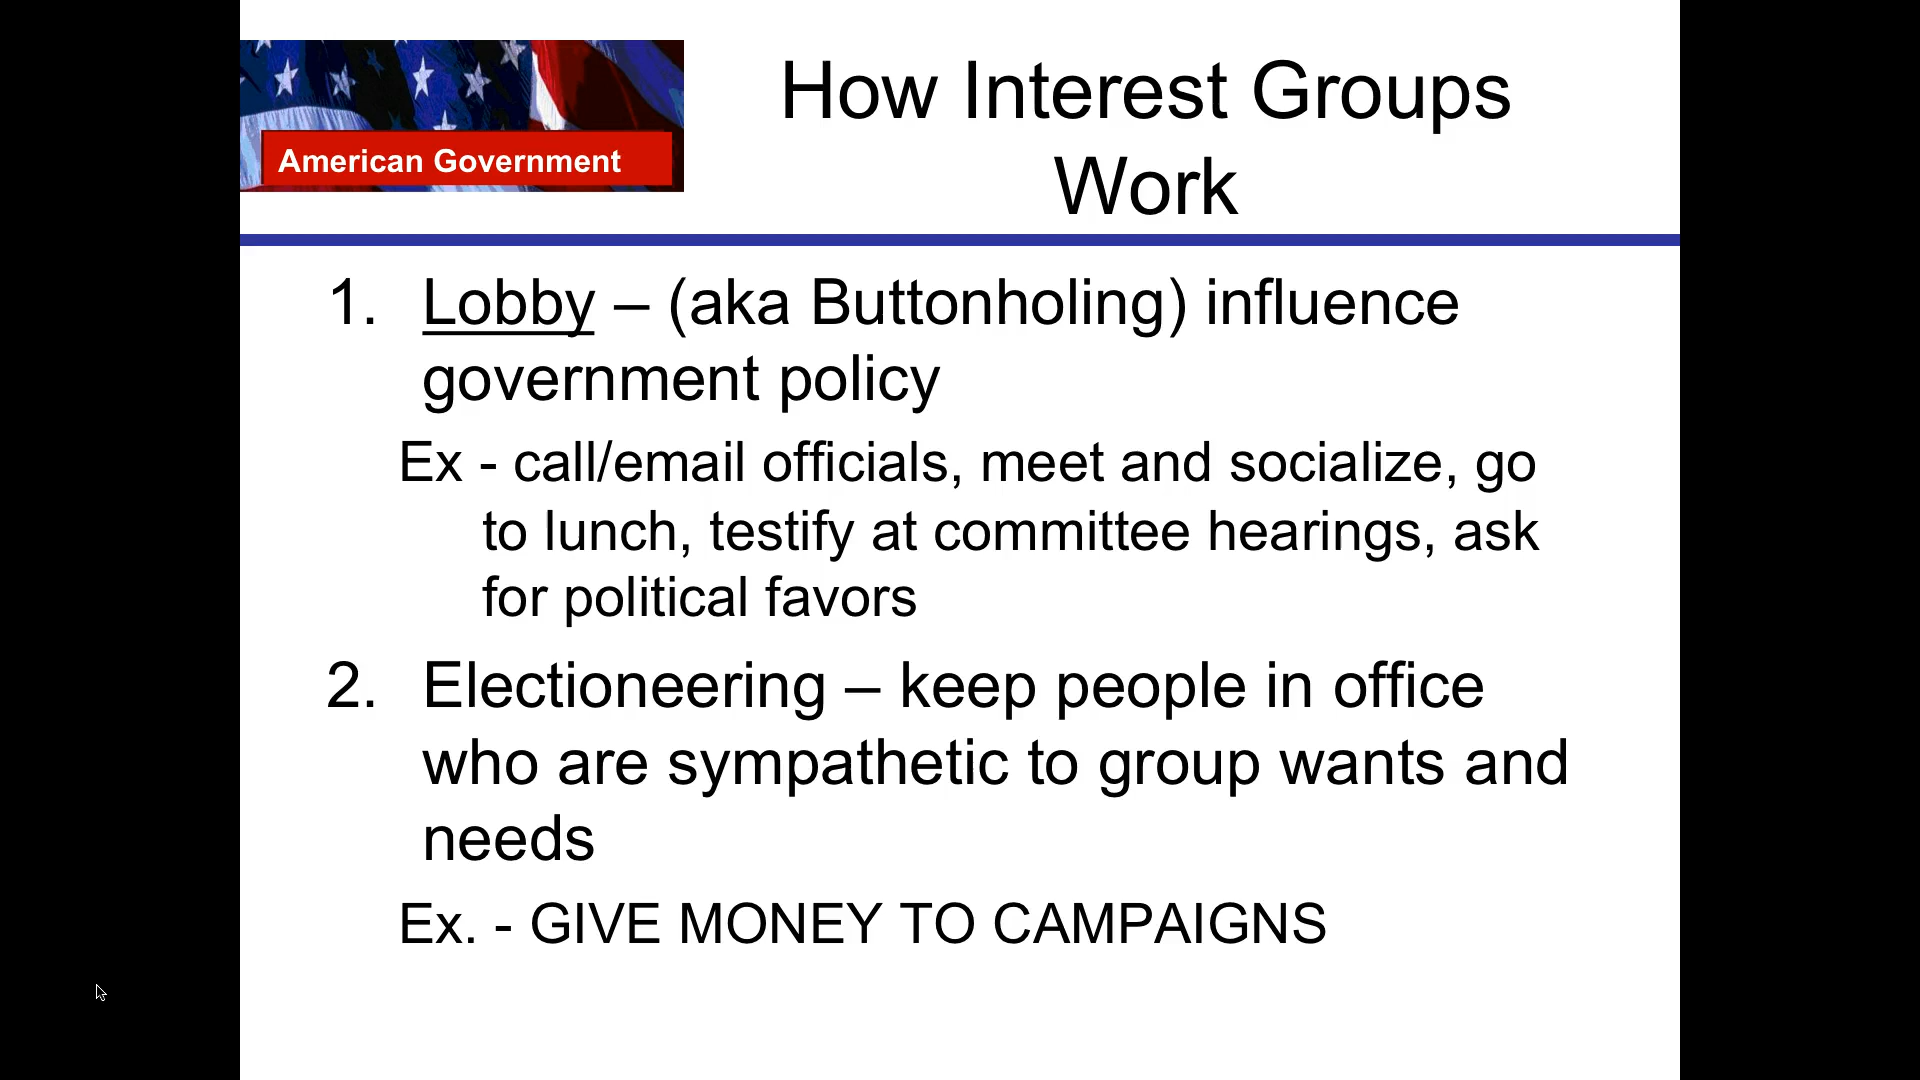 American Government
How Interest Groups
Work
1. Lobby – (aka Buttonholing) influence
government policy
Ex - call/email officials, meet and socialize, go
to lunch, testify at committee hearings, ask
for political favors
2. Electioneering – keep people in office
who are sympathetic to group wants and
needs
Ex. - GIVE MONEY TO CAMPAIGNS